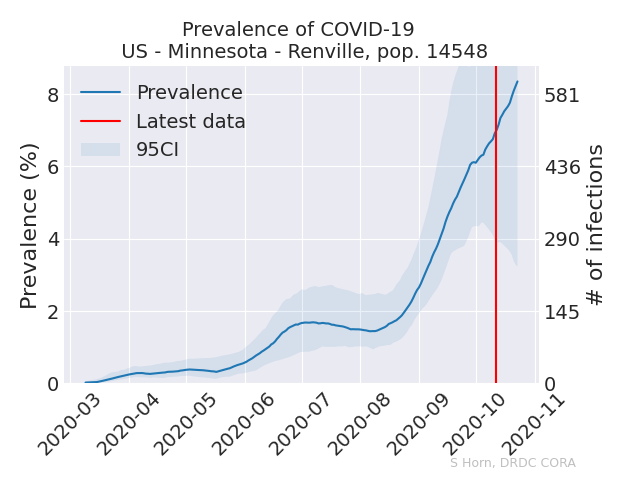 Prevalence of COVID-19
US - Minnesota - Renville, pop. 14548
Prevalence
Latest data
95CI
Prevalence (%)
8
6
4
2
0
# of infections
581
436
290
145
0
2020-03
2020-04
2020-05
2020-06
2020-07
2020-08
2020-09
2020-10
2020-11
S Horn, DRDC CORA